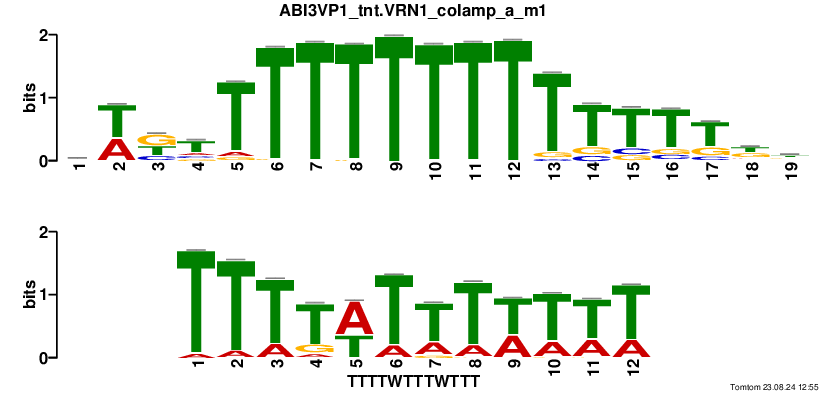 ABI3VP1_tnt.VRN1_colamp_a_m1
2
bits
1
0
1 2 3 4 5 6 7 8 9 10 11 12 13 14 15 16 17 18 19
2
bits
1
0
1 2 3 4 5 6 7 8 9 10 11 12
TTTTWTTTWTTT
Tomtom 23.08.24 12:55